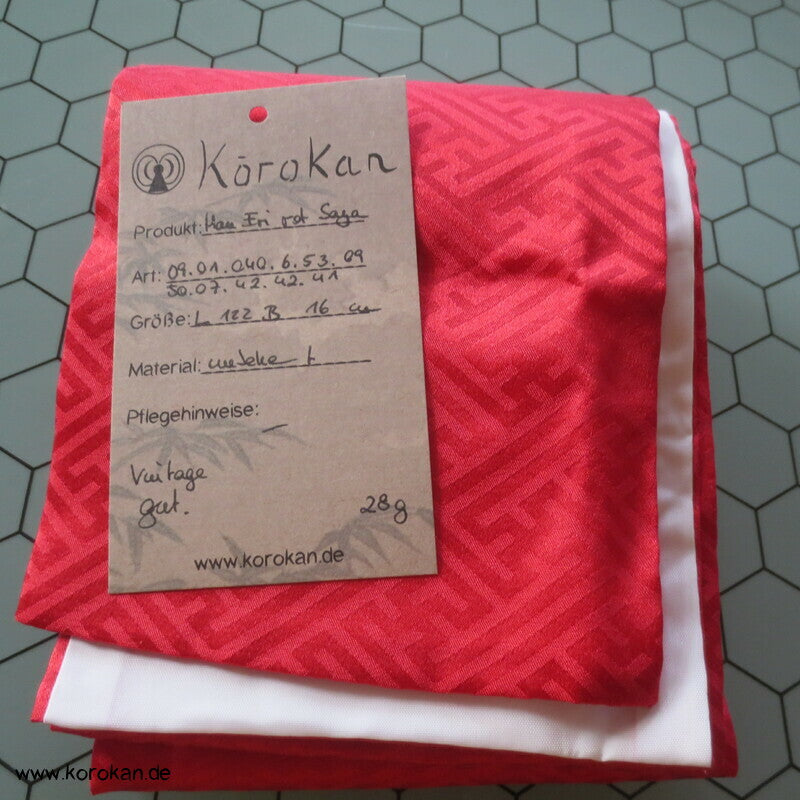 Kōrokan
Produkt: Han Eri rot Saya
Art: 09.01.040.6.53.09
50.07.42.42.41
Größe: L 122 B 16 cm
Material:
Pflegehinweise: –
Vintage
gut.
28g
www.korokan.de
www.korokan.de